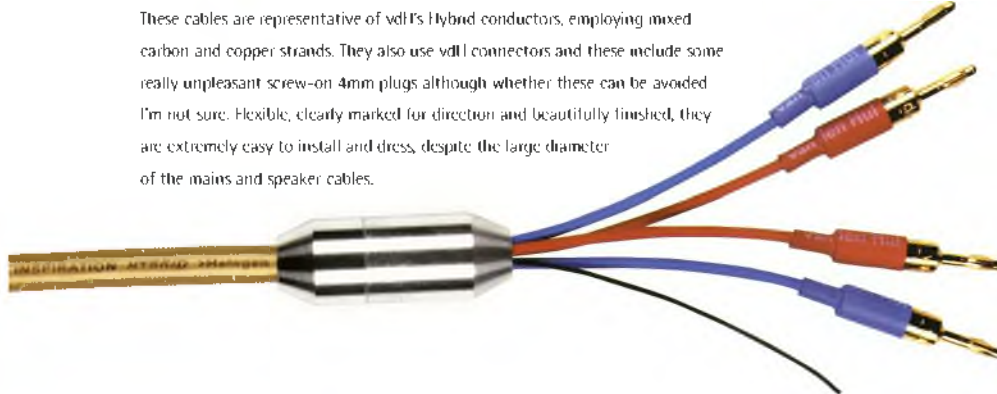 These cables are representative of vdH's Hybrid conductors, employing mixed
carbon and copper strands. They also use vdH connectors and these include some
really unpleasant screw-on 4mm plugs although whether these can be avoided
I'm not sure. Flexible, clearly marked for direction and beautifully finished, they
are extremely easy to install and dress, despite the large diameter
of the mains and speaker cables.
INSPIRATION HYBRID